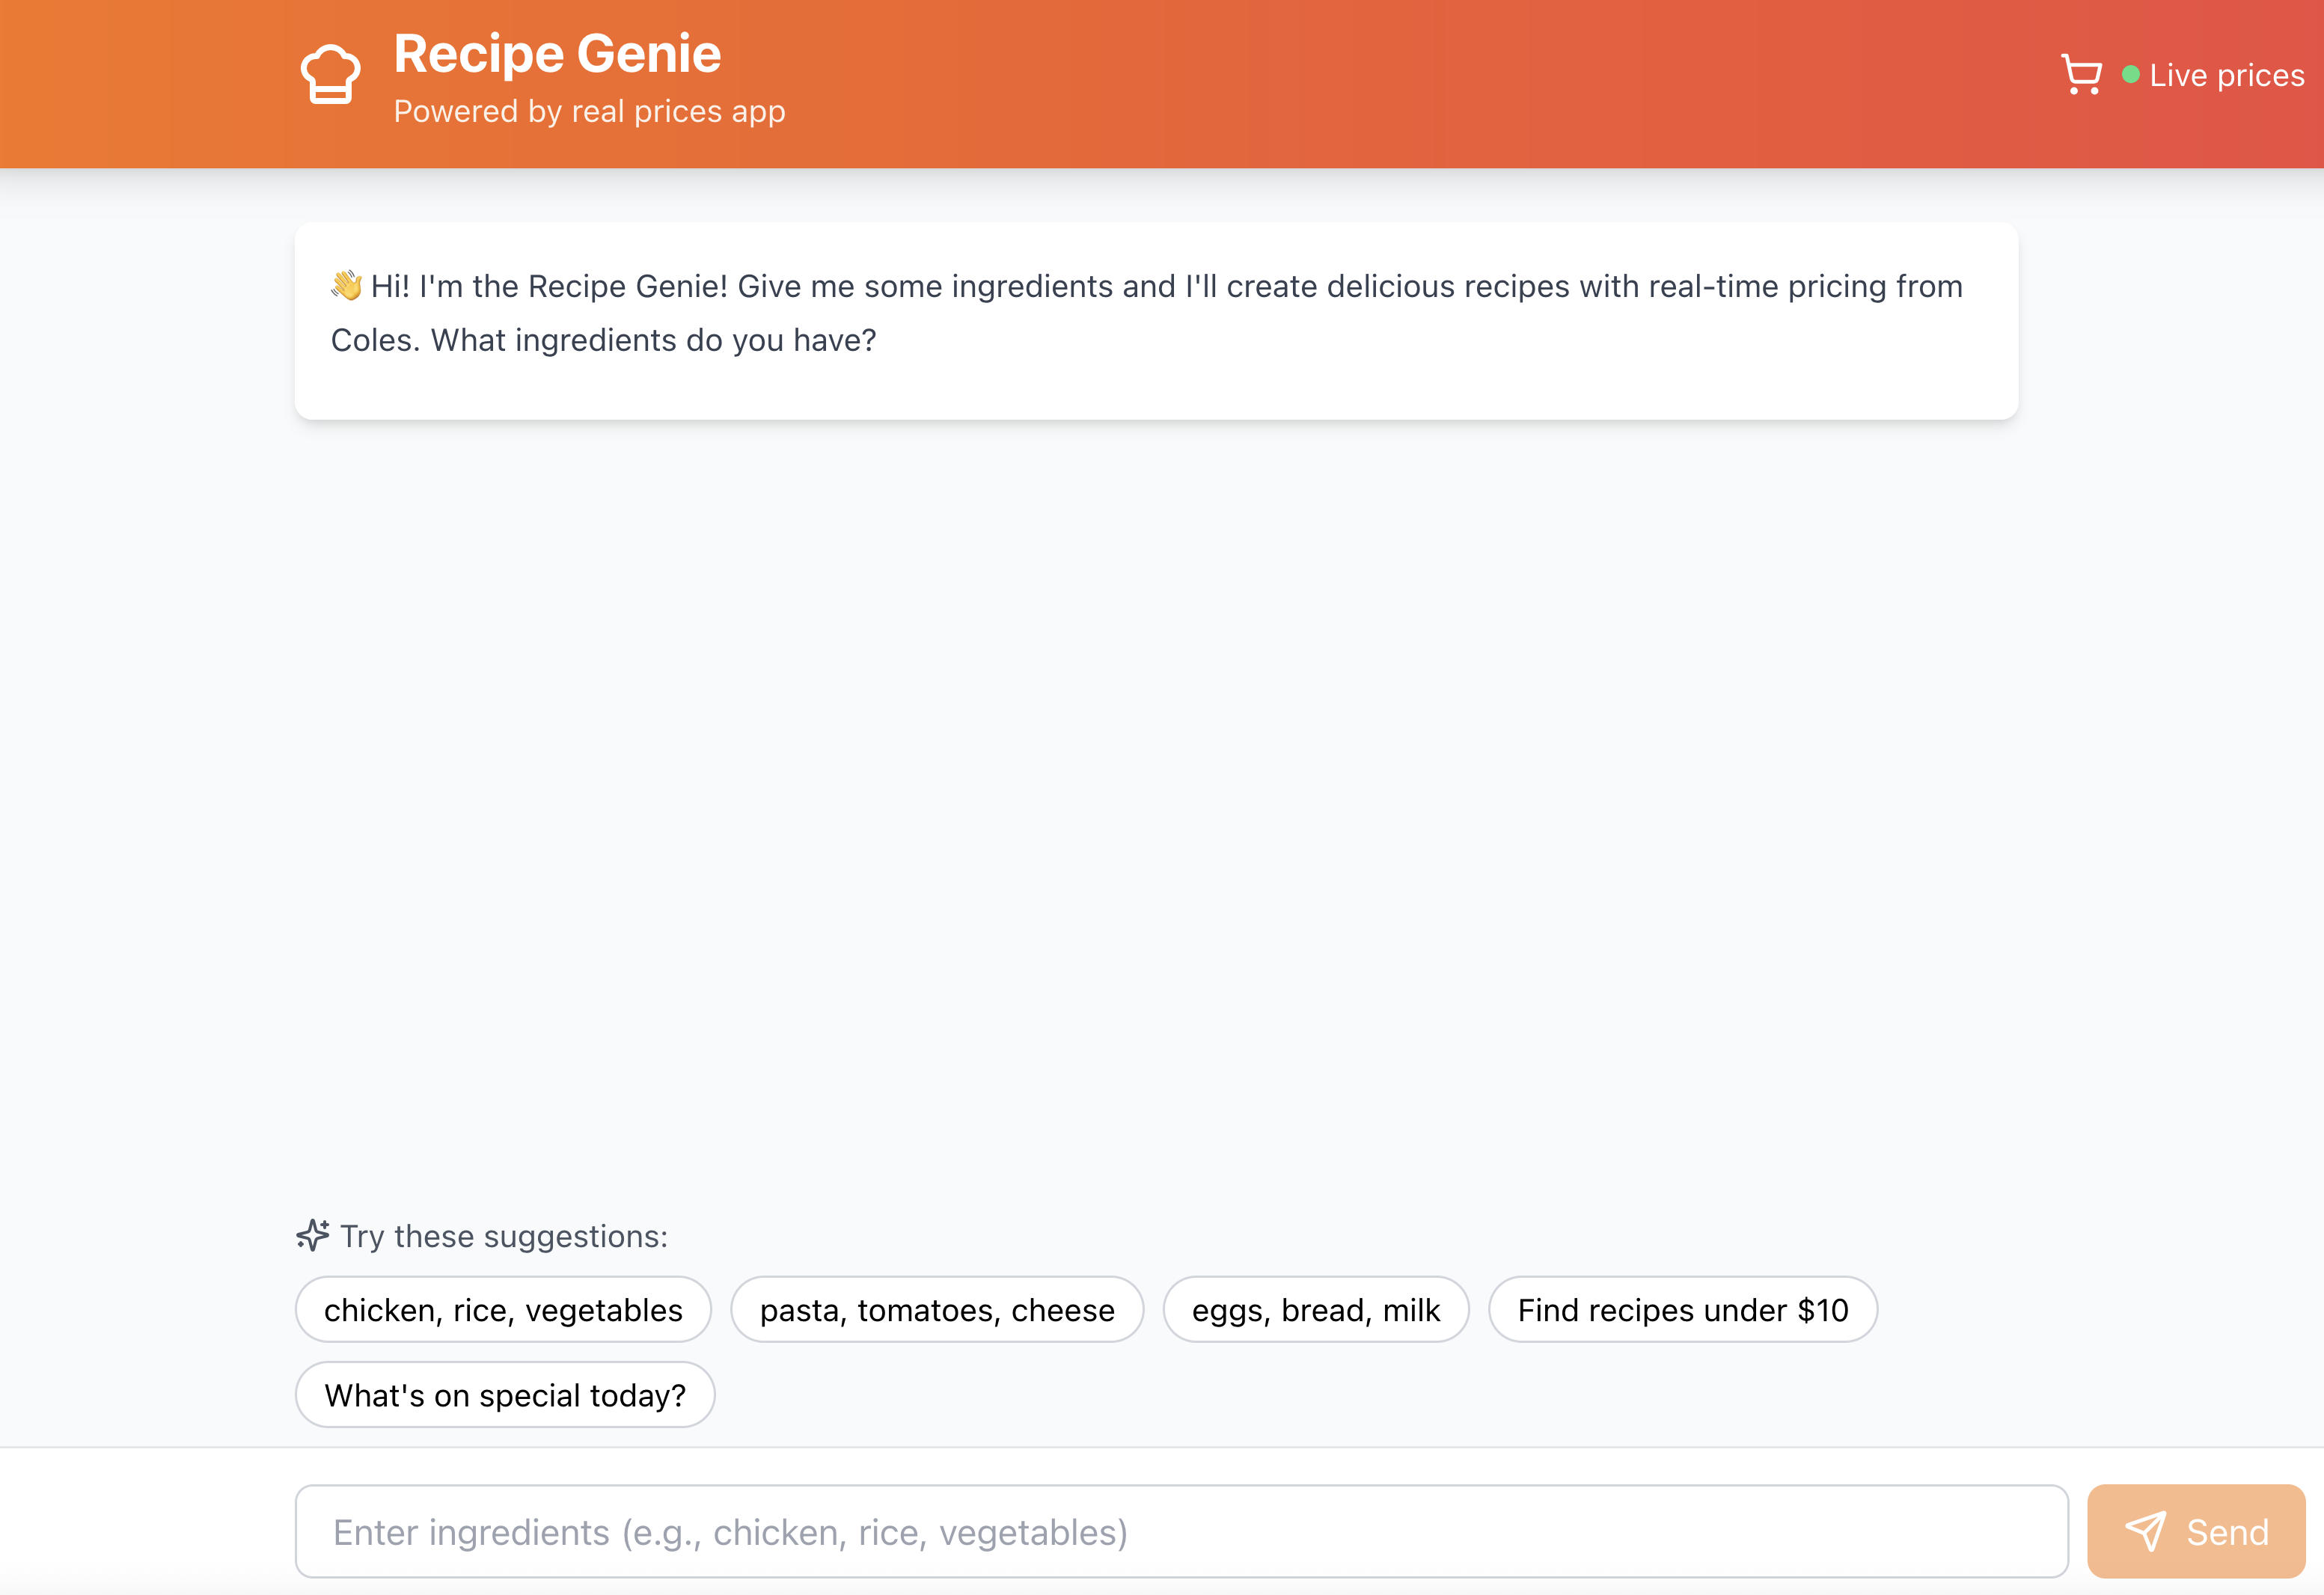 Recipe Genie
Powered by real prices app
Live prices
👋 Hi! I'm the Recipe Genie! Give me some ingredients and I'll create delicious recipes with real-time pricing from
Coles. What ingredients do you have?
Try these suggestions:
chicken, rice, vegetables
pasta, tomatoes, cheese
eggs, bread, milk
Find recipes under $10
What's on special today?
Enter ingredients (e.g., chicken, rice, vegetables)
Send